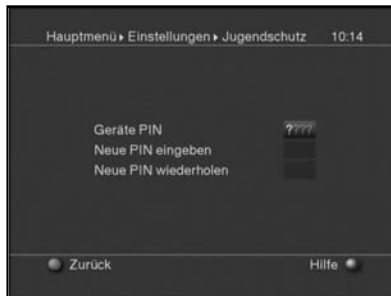 Hauptmenü ▸ Einstellungen ▸ Jugendschutz 10:14
Geräte PIN ????
Neue PIN eingeben
Neue PIN wiederholen
Zurück Hilfe